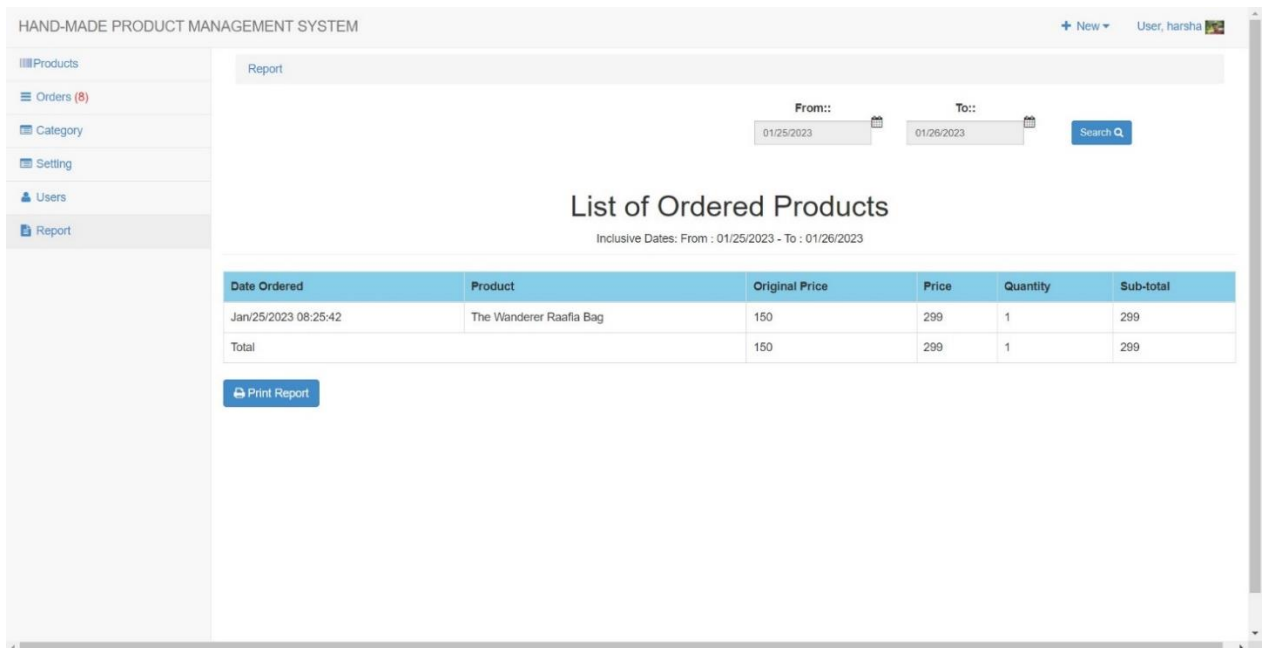 HAND-MADE PRODUCT MANAGEMENT SYSTEM
New
User, harsha
Products
Orders (8)
Category
Setting
Users
Report
Report
From:: To::
01/25/2023 01/26/2023 Search
List of Ordered Products
Inclusive Dates: From : 01/25/2023 - To : 01/26/2023
Date Ordered Product Original Price Price Quantity Sub-total
Jan/25/2023 08:25:42 The Wanderer Raafia Bag 150 299 1 299
Total 150 299 1 299
Print Report